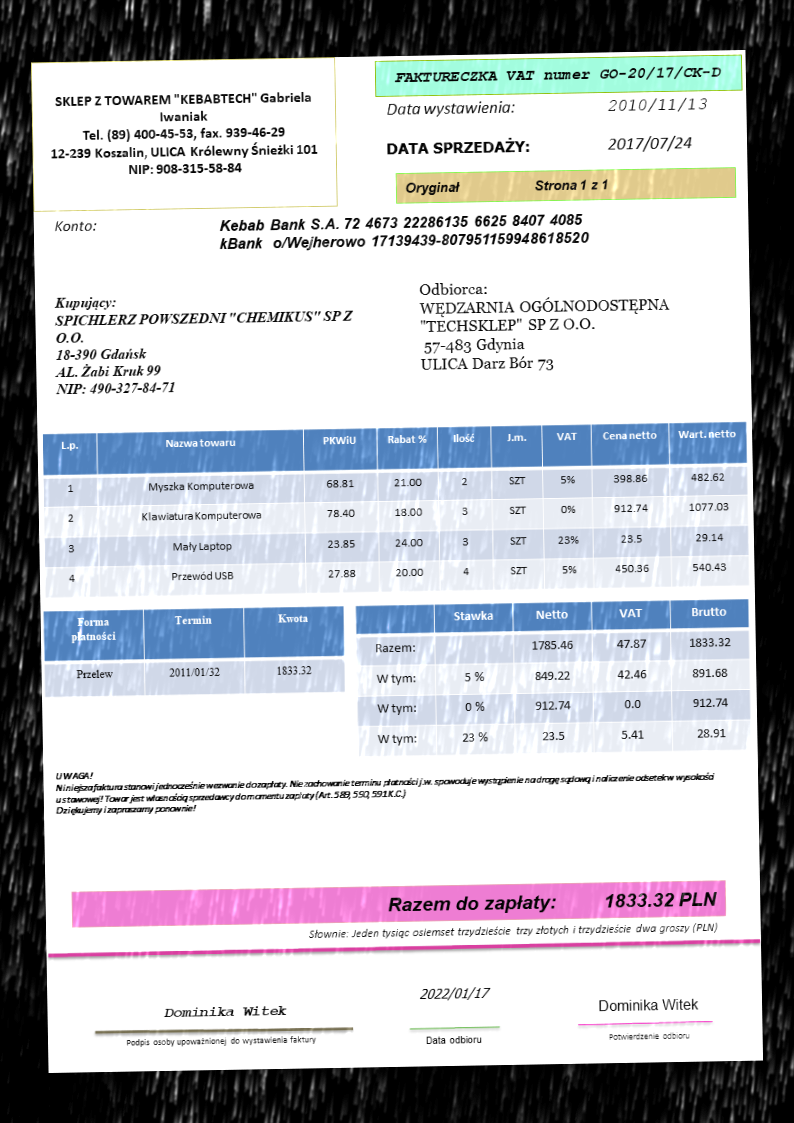 SKLEP Z TOWAREM "KEBABTECH" Gabriela
Iwaniak
Tel. (89) 400-45-53, fax. 939-46-29
12-239 Koszalin, ULICA Królewny Śnieżki 101
NIP: 908-315-58-84
FAKTURECZKA VAT numer GO-20/17/CK-D
Data wystawienia: 2010/11/13
DATA SPRZEDAŻY: 2017/07/24
Oryginał Strona 1 z 1
Konto: Kebab Bank S.A. 72 4673 22286135 6625 8407 4085
kBank o/Wejherowo 17139439-807951159948618520
Kupujący:
SPICHLERZ POWSZEDNI "CHEMIKUS" SP Z
O.O.
18-390 Gdańsk
AL. Żabi Kruk 99
NIP: 490-327-84-71
Odbiorca:
WĘDZARNIA OGÓLNODOSTĘPNA
"TECHSKLEP" SP Z O.O.
57-483 Gdynia
ULICA Darz Bór 73
L.p. Nazwa towaru PKWiU Rabat % Ilość J.m. VAT Cena netto Wart. netto
1 Myszka Komputerowa 68.81 21.00 2 SZT 5% 398.86 482.62
2 Klawiatura Komputerowa 78.40 18.00 3 SZT 0% 912.74 1077.03
3 Mały Laptop 23.85 24.00 3 SZT 23% 23.5 29.14
4 Przewód USB 27.88 20.00 4 SZT 5% 450.36 540.43
Forma płatności Termin Kwota
Przelew 2011/01/32 1833.32
Stawka Netto VAT Brutto
Razem: 1785.46 47.87 1833.32
W tym: 5 % 849.22 42.46 891.68
W tym: 0 % 912.74 0.0 912.74
W tym: 23 % 23.5 5.41 28.91
UWAGA!
Niniejsza faktura stanowi jednocześnie wezwanie do zapłaty. Nie zachowanie terminu płatności j.w. spowoduje wystąpienie na drogę sądową i naliczenie odsetek w wysokości
ustawowej! Towar jest własnością sprzedawcy do momentu zapłaty (Art. 589, 590, 591 K.C.)
Dziękujemy i zapraszamy ponownie!
Razem do zapłaty: 1833.32 PLN
Słownie: Jeden tysiąc osiemset trzydzieście trzy złotych i trzydzieście dwa groszy (PLN)
Dominika Witek
Podpis osoby upoważnionej do wystawienia faktury
2022/01/17
Data odbioru
Dominika Witek
Potwierdzenie odbioru